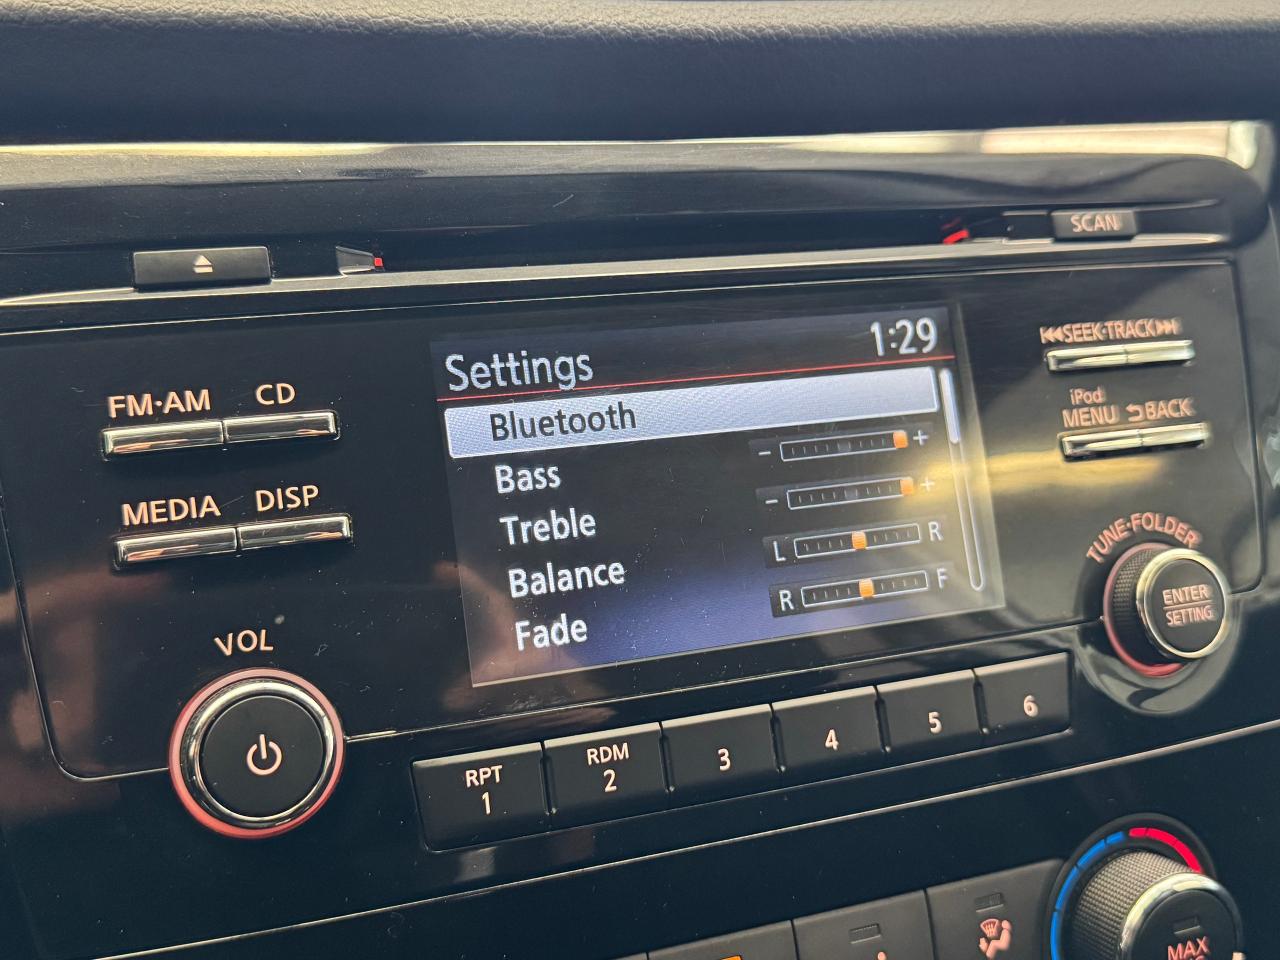 SCAN
SEEK·TRACK
iPod
MENU BACK
FM·AM CD
MEDIA DISP
VOL
Settings 1:29
Bluetooth
Bass - +
Treble - +
Balance L R
Fade R F
TUNE·FOLDER
ENTER
SETTING
RPT
1
RDM
2
3
4
5
6
MAX